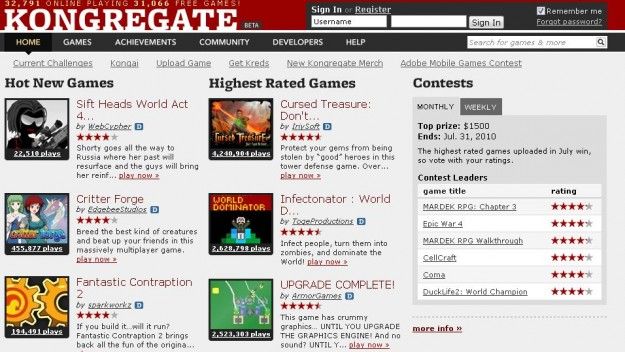 32,791 ONLINE PLAYING 31,066 FREE GAMES!
KONGREGATE
BETA
Sign In or Register
Username
Sign In
Remember me
Forgot password?
HOME GAMES ACHIEVEMENTS COMMUNITY DEVELOPERS HELP
Search for games & more
Current Challenges Kongai Upload Game Get Kreds New Kongregate Merch Adobe Mobile Games Contest
Hot New Games
Sift Heads World Act
4...
by WebCypher D
22,519 plays
Shorty goes all the way to
Russia where her past will
resurface and the guys will bring
her reinf... play now »
Critter Forge
by EdgebeeStudios D
455,877 plays
Breed the best kind of creatures
and beat up your friends in this
massively multiplayer game.
play now »
Fantastic Contraption
2
by sparkworkz D
194,491 plays
If you build it...will it run?
Fantastic Contraption 2 brings
back all the fun of the origina...
Highest Rated Games
Cursed Treasure:
Don't...
by InvSoft D
CURSED TREASURE
4,240,904 plays
Protect your gems from being
stolen by "good" heroes in this
tower defense game. Over...
play now »
Infectonator : World
D...
by TogeProductions D
WORLD
DOMINATOR
2,628,798 plays
Infect people, turn them into
zombies, and dominate the World!
play now »
UPGRADE COMPLETE!
by ArmorGames D
2,523,303 plays
This game has crummy
graphics... UNTIL YOU UPGRADE
THE GRAPHICS ENGINE! And no
sound? UNTIL Y... play now »
Contests
MONTHLY WEEKLY
Top prize: $1500
Ends: Jul. 31, 2010
The highest rated games uploaded in July win,
so vote with your ratings.
Contest Leaders
game title rating
MARDEK RPG: Chapter 3
Epic War 4
MARDEK RPG Walkthrough
CellCraft
Coma
DuckLife2: World Champion
more info »